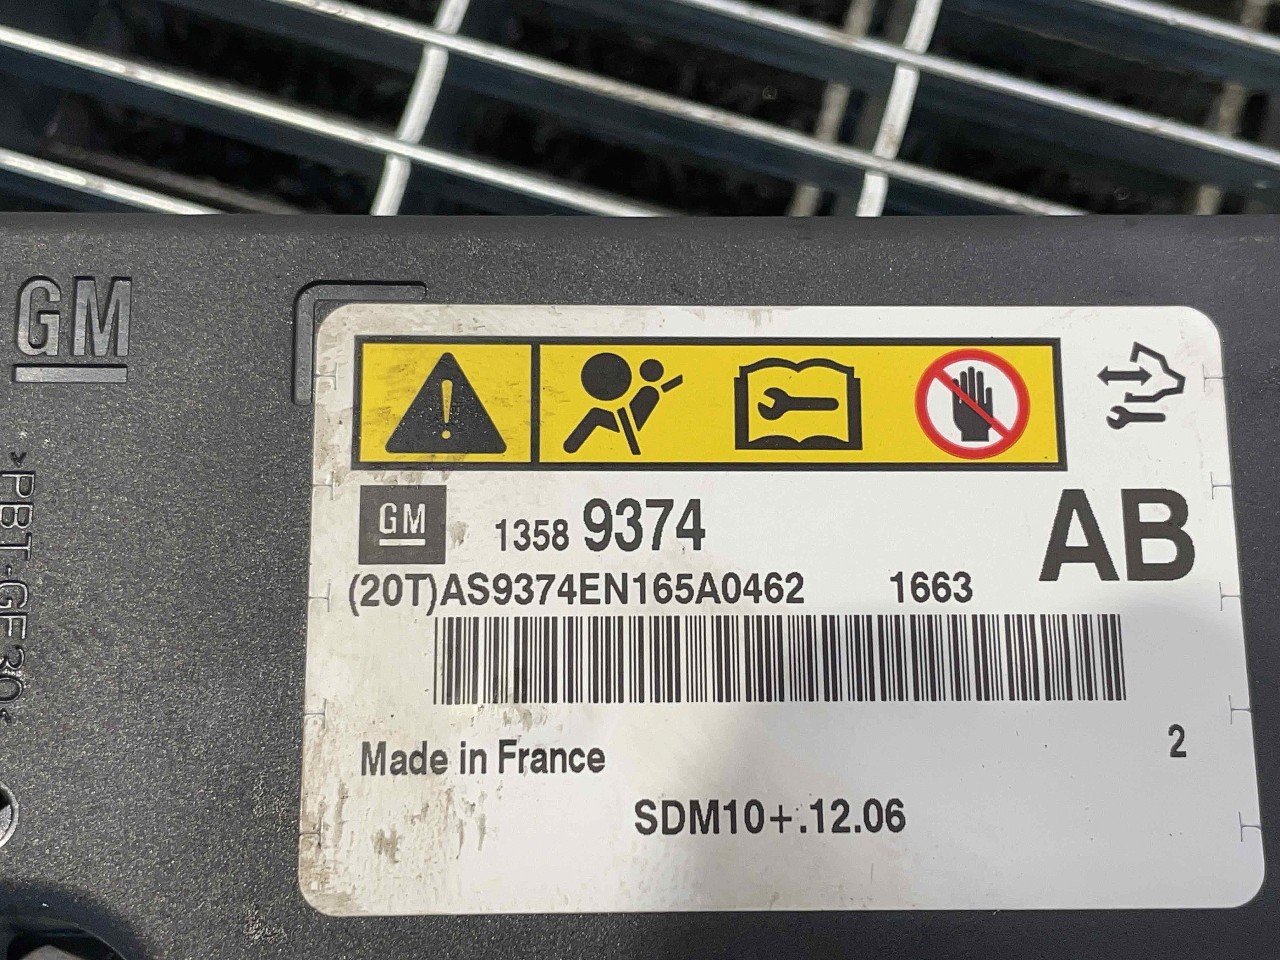 GM
>PBT-GF30<
GM 1358 9374 AB
(20T)AS9374EN165A0462 1663
Made in France 2
SDM10+.12.06